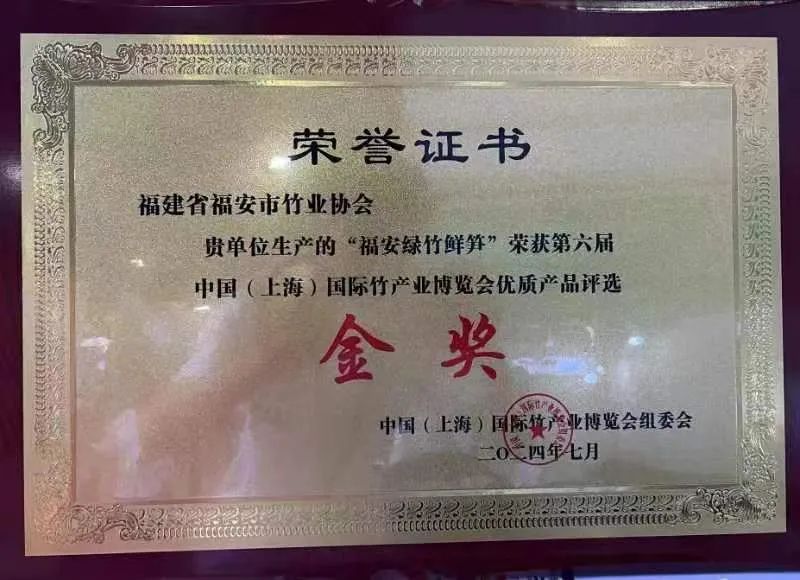 荣誉证书
福建省福安市竹业协会
贵单位生产的“福安绿竹鲜笋”荣获第六届
中国（上海）国际竹产业博览会优质产品评选
金奖
中国（上海）国际竹产业博览会组委会
二〇二四年七月